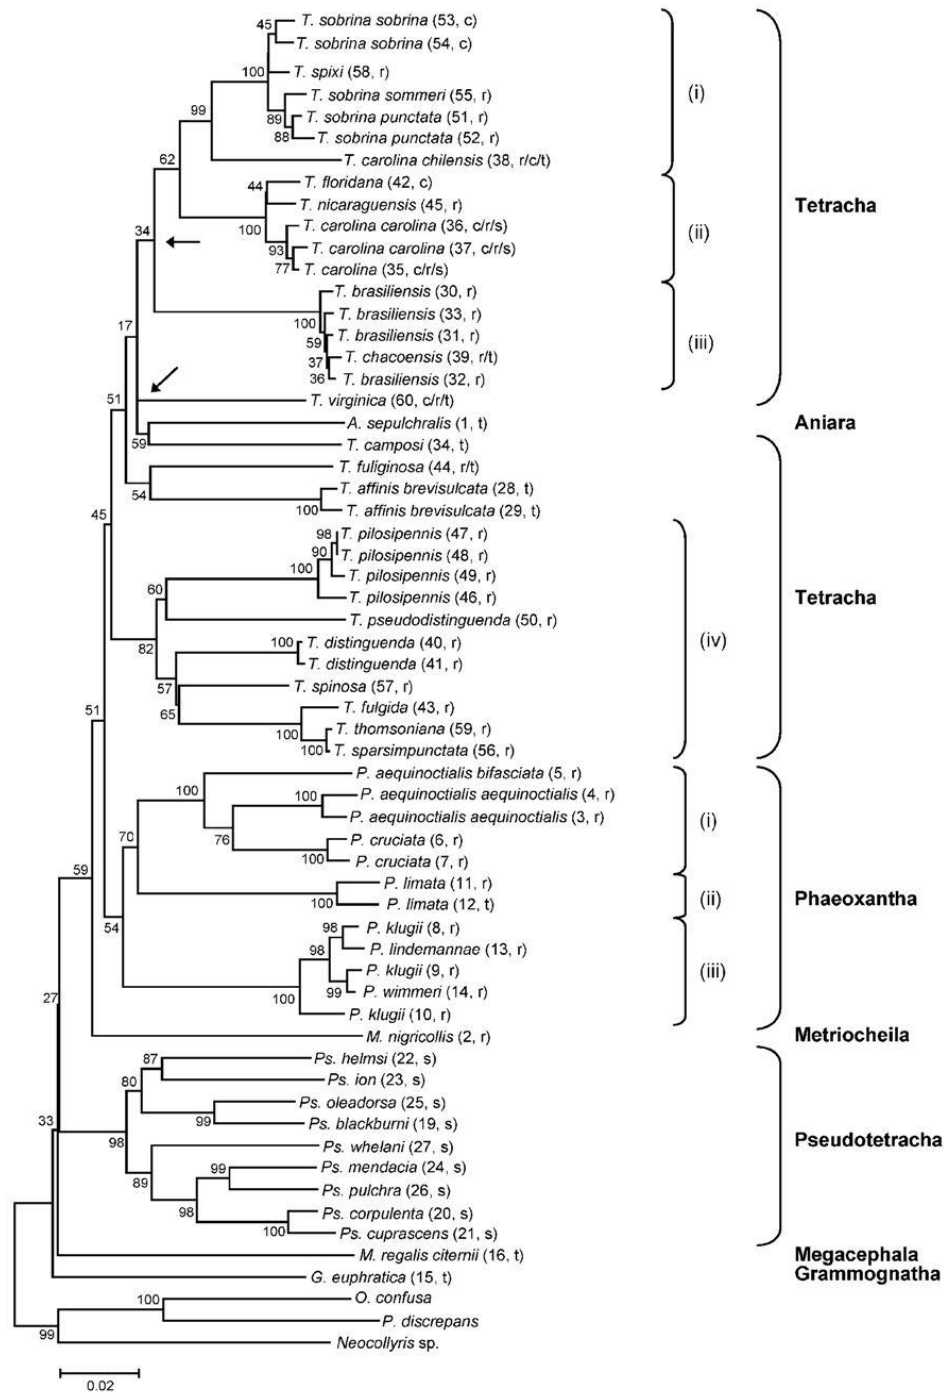 45 T. sobrina sobrina (53, c)
T. sobrina sobrina (54, c)
100 T. spixi (58, r)
T. sobrina sommeri (55, r) (i)
99 89 T. sobrina punctata (51, r)
88 T. sobrina punctata (52, r)
62 T. carolina chilensis (38, r/c/t)
44 T. floridana (42, c)
T. nicaraguensis (45, r) Tetracha
100 T. carolina carolina (36, c/r/s)
34 93 T. carolina carolina (37, c/r/s) (ii)
77 T. carolina (35, c/r/s)
T. brasiliensis (30, r)
100 T. brasiliensis (33, r)
17 59 T. brasiliensis (31, r) (iii)
37 T. chacoensis (39, r/t)
36 T. brasiliensis (32, r)
51 T. virginica (60, c/r/t)
A. sepulchralis (1, t) Aniara
59 T. camposi (34, t)
T. fuliginosa (44, r/t)
54 T. affinis brevisulcata (28, t)
100 T. affinis brevisulcata (29, t)
45 98 T. pilosipennis (47, r)
90 T. pilosipennis (48, r)
100 T. pilosipennis (49, r)
60 T. pilosipennis (46, r) Tetracha
T. pseudodistinguenda (50, r)
82 100 T. distinguenda (40, r) (iv)
T. distinguenda (41, r)
57 T. spinosa (57, r)
51 65 T. fulgida (43, r)
100 T. thomsoniana (59, r)
100 T. sparsimpunctata (56, r)
P. aequinoctialis bifasciata (5, r)
100 100 P. aequinoctialis aequinoctialis (4, r)
P. aequinoctialis aequinoctialis (3, r) (i)
70 76 P. cruciata (6, r)
100 P. cruciata (7, r)
59 P. limata (11, r)
100 P. limata (12, t) (ii) Phaeoxantha
54 98 P. klugii (8, r)
98 P. lindemannae (13, r)
P. klugii (9, r) (iii)
99 P. wimmeri (14, r)
27 100 P. klugii (10, r)
M. nigricollis (2, r) Metriocheila
87 Ps. helmsi (22, s)
80 Ps. ion (23, s)
Ps. oleadorsa (25, s)
33 99 Ps. blackburni (19, s)
98 Ps. whelani (27, s) Pseudotetracha
99 Ps. mendacia (24, s)
89 Ps. pulchra (26, s)
98 Ps. corpulenta (20, s)
100 Ps. cuprascens (21, s)
M. regalis citernii (16, t) Megacephala
G. euphratica (15, t) Grammognatha
100 O. confusa
P. discrepans
99 Neocollyris sp.
0.02